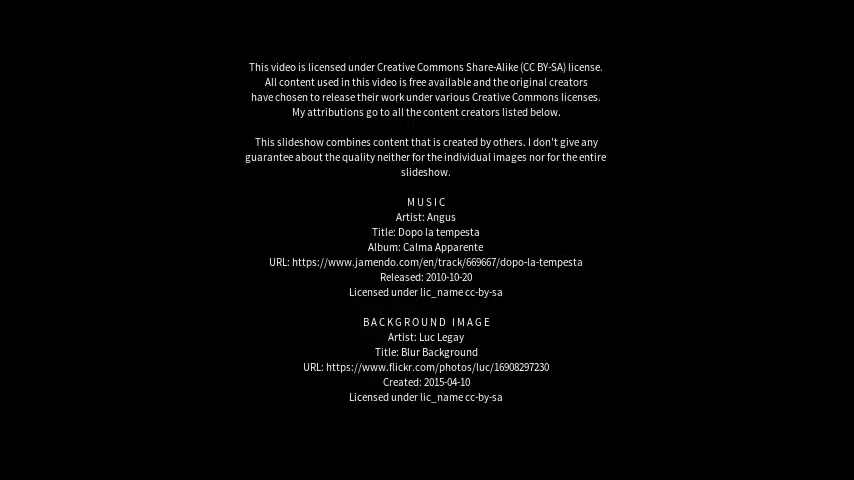 This video is licensed under Creative Commons Share-Alike (CC BY-SA) license.
All content used in this video is free available and the original creators
have chosen to release their work under various Creative Commons licenses.
My attributions go to all the content creators listed below.
This slideshow combines content that is created by others. I don't give any
guarantee about the quality neither for the individual images nor for the entire
slideshow.
MUSIC
Artist: Angus
Title: Dopo la tempesta
Album: Calma Apparente
URL: https://www.jamendo.com/en/track/669667/dopo-la-tempesta
Released: 2010-10-20
Licensed under lic_name cc-by-sa
BACKGROUND IMAGE
Artist: Luc Legay
Title: Blur Background
URL: https://www.flickr.com/photos/luc/16908297230
Created: 2015-04-10
Licensed under lic_name cc-by-sa